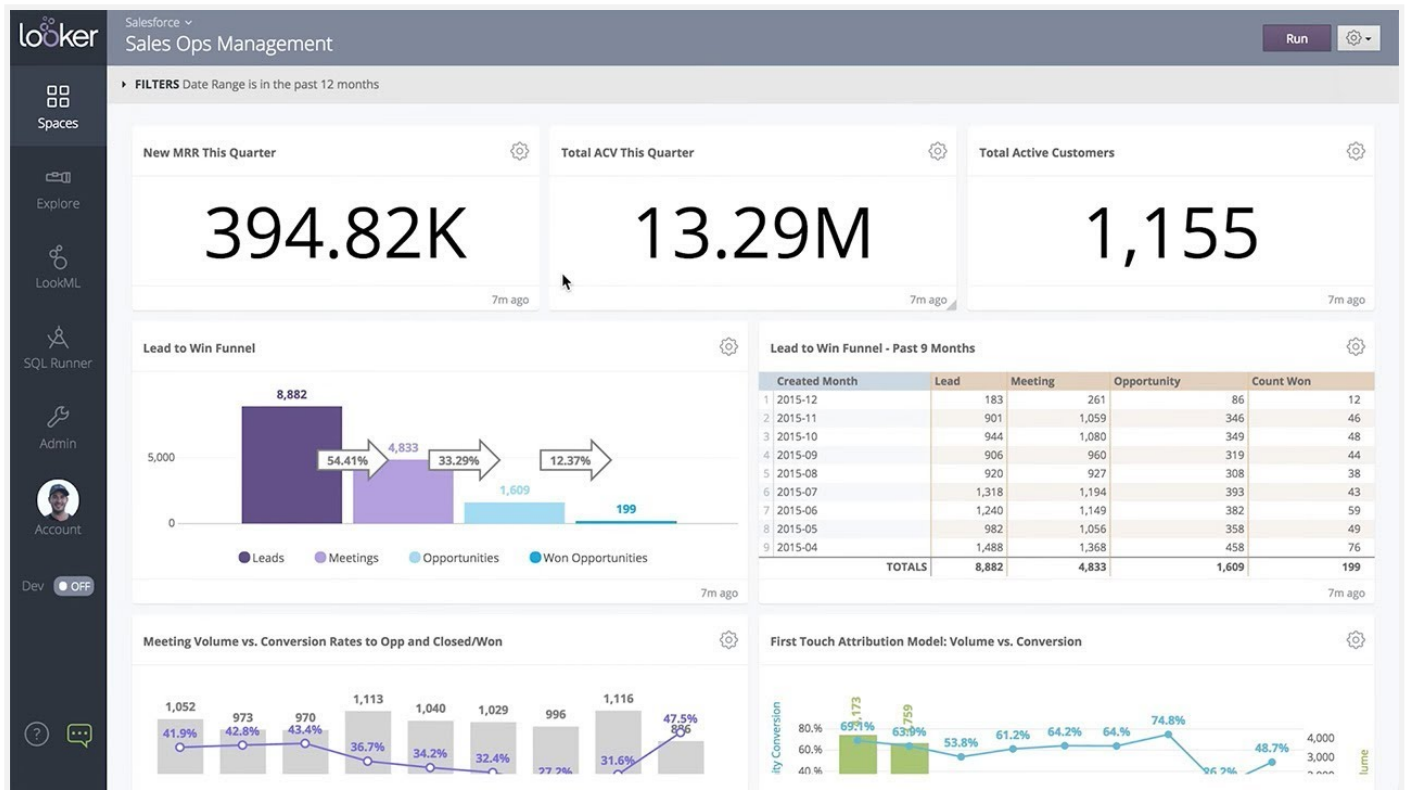 looker
Salesforce
Sales Ops Management
Run
FILTERS Date Range is in the past 12 months
Spaces
Explore
LookML
SQL Runner
Admin
Account
Dev OFF
?
New MRR This Quarter
394.82K
7m ago
Total ACV This Quarter
13.29M
7m ago
Total Active Customers
1,155
7m ago
Lead to Win Funnel
8,882
4,833
1,609
199
54.41%
33.29%
12.37%
5,000
0
Leads Meetings Opportunities Won Opportunities
7m ago
Lead to Win Funnel - Past 9 Months
Created Month Lead Meeting Opportunity Count Won
1 2015-12 183 261 86 12
2 2015-11 901 1,059 346 46
3 2015-10 944 1,080 349 48
4 2015-09 906 960 319 44
5 2015-08 920 927 308 38
6 2015-07 1,318 1,194 393 43
7 2015-06 1,240 1,149 382 59
8 2015-05 982 1,056 358 49
9 2015-04 1,488 1,368 458 76
TOTALS 8,882 4,833 1,609 199
7m ago
Meeting Volume vs. Conversion Rates to Opp and Closed/Won
1,052 973 970 1,113 1,040 1,029 996 1,116
41.9% 42.8% 43.4% 36.7% 34.2% 32.4% 27.2% 31.6% 47.5%
First Touch Attribution Model: Volume vs. Conversion
80.% 60.% 40.%
69.1% 63.9% 53.8% 61.2% 64.2% 64.% 74.8% 48.7%
4,000
3,000
Conversion